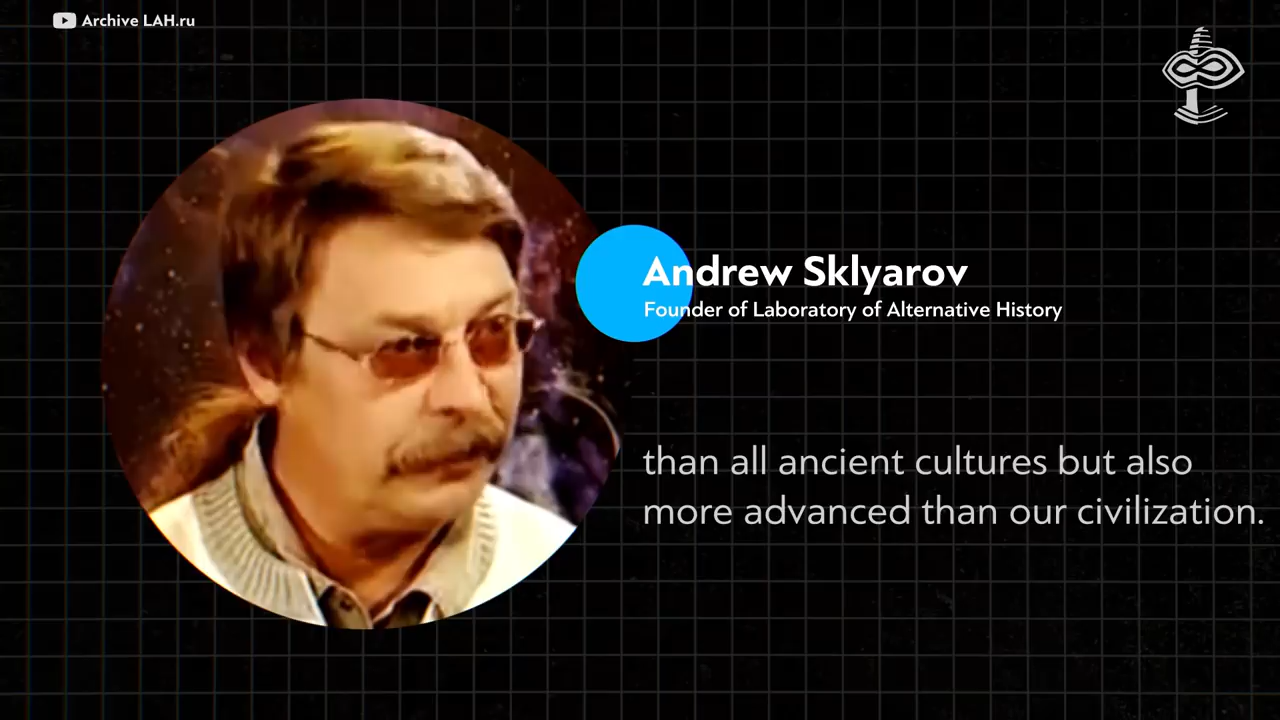 Archive LAH.ru
Andrew Sklyarov
Founder of Laboratory of Alternative History
than all ancient cultures but also
more advanced than our civilization.